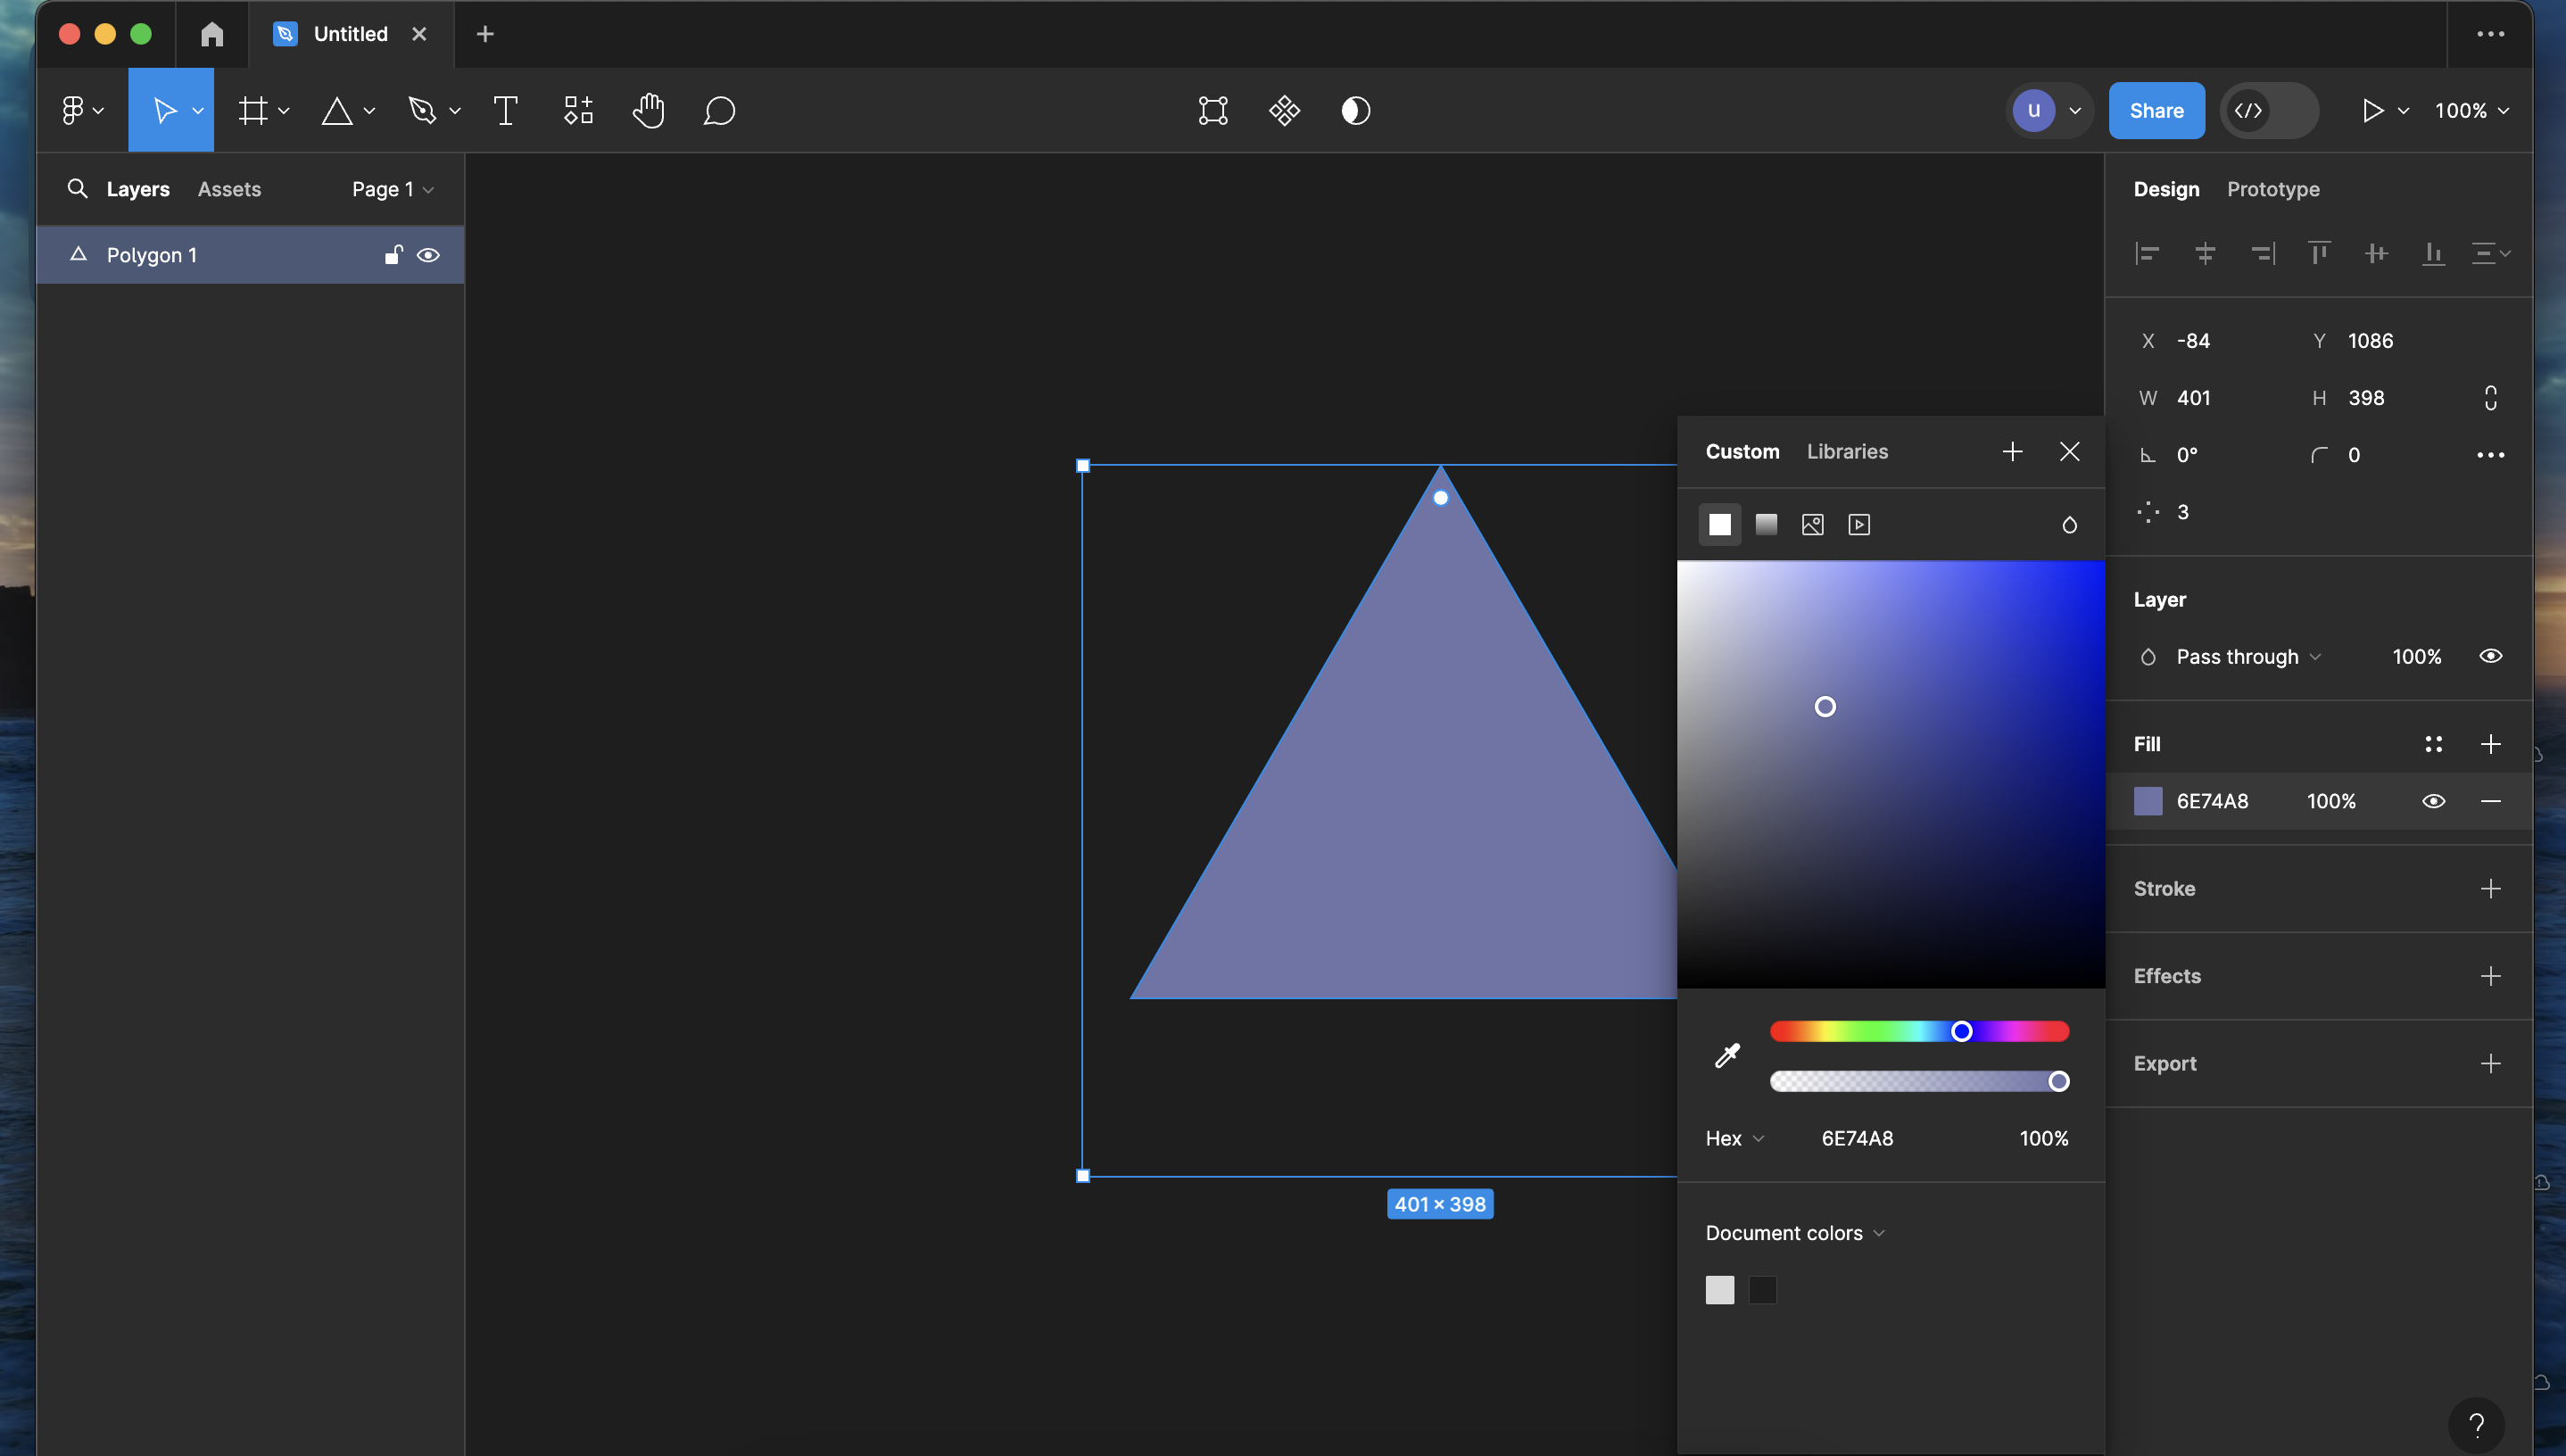 Untitled
U
Share
100%
Layers
Assets
Page 1
Design
Prototype
Polygon 1
X -84
Y 1086
W 401
H 398
0°
0
3
Custom
Libraries
Layer
Pass through
100%
Fill
6E74A8
100%
Stroke
Effects
Export
Hex
6E74A8
100%
401 × 398
Document colors
?